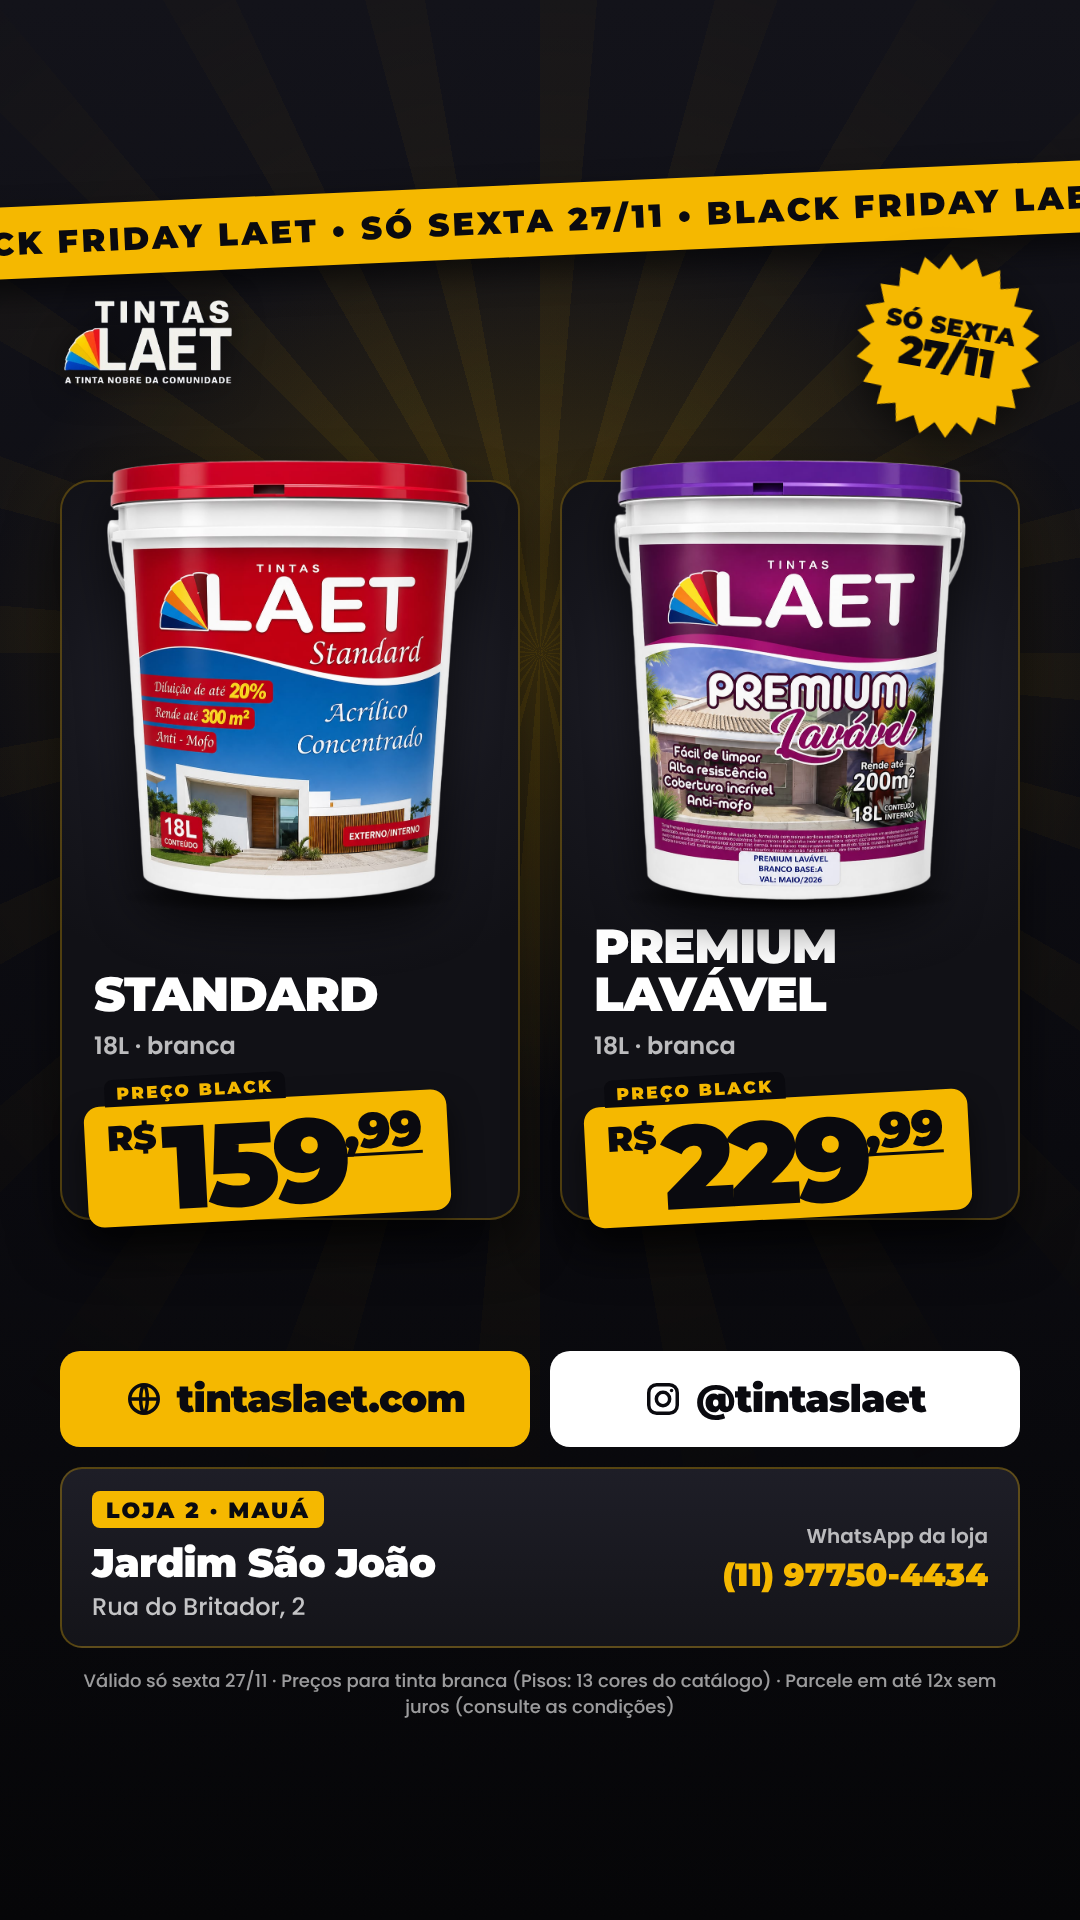 CK FRIDAY LAET • SÓ SEXTA 27/11 • BLACK FRIDAY LAE
TINTAS
LAET
A TINTA NOBRE DA COMUNIDADE
SÓ SEXTA
27/11
TINTAS
LAET
Standard
Diluição de até 20%
Rende até 300 m²
Anti - Mofo
Acrílico
Concentrado
18L
CONTEÚDO
EXTERNO/INTERNO
TINTAS
LAET
PREMIUM
Lavável
Fácil de limpar
Alta resistência
Cobertura incrível
Anti-mofo
Rende até
200m²
18L CONTEÚDO
INTERNO
PREMIUM LAVÁVEL
BRANCO BASE:A
VAL: MAIO/2026
STANDARD
18L · branca
PREÇO BLACK
R$159,99
PREMIUM
LAVÁVEL
18L · branca
PREÇO BLACK
R$229,99
tintaslaet.com
@tintaslaet
LOJA 2 · MAUÁ
Jardim São João
Rua do Britador, 2
WhatsApp da loja
(11) 97750-4434
Válido só sexta 27/11 · Preços para tinta branca (Pisos: 13 cores do catálogo) · Parcele em até 12x sem
juros (consulte as condições)